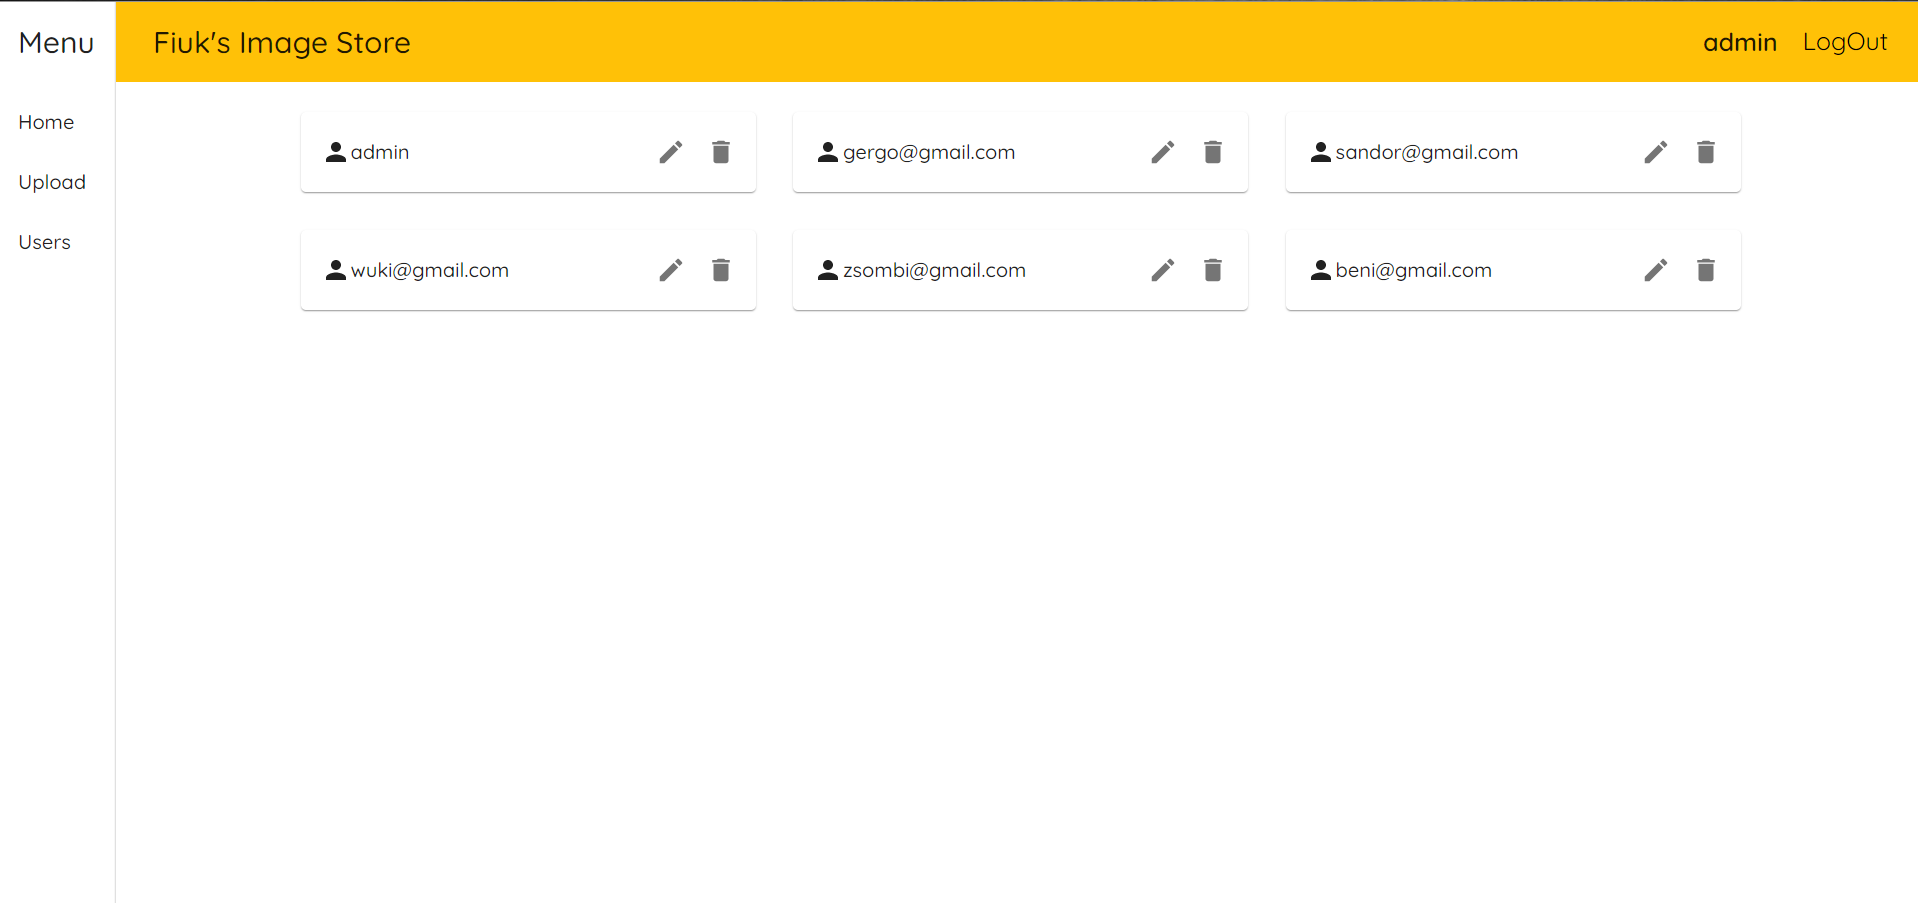 Menu
Fiuk's Image Store
admin
LogOut
Home
Upload
Users
admin
gergo@gmail.com
sandor@gmail.com
wuki@gmail.com
zsombi@gmail.com
beni@gmail.com